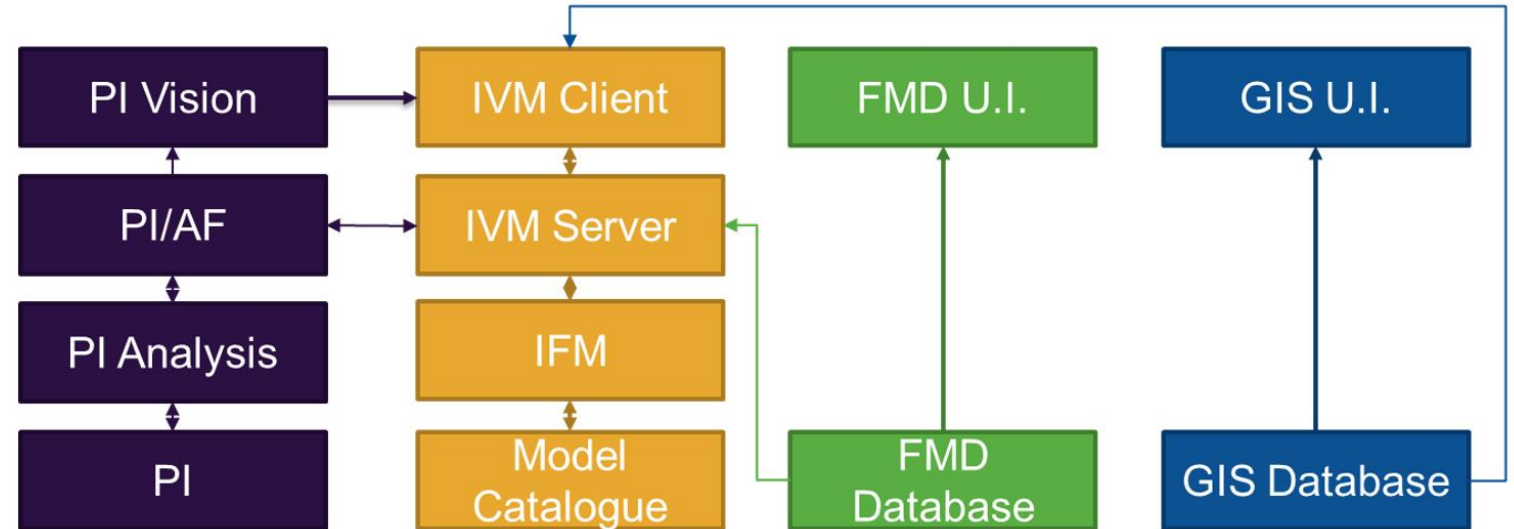 PI Vision
IVM Client
FMD U.I.
GIS U.I.
PI/AF
IVM Server
PI Analysis
IFM
PI
Model
Catalogue
FMD
Database
GIS Database